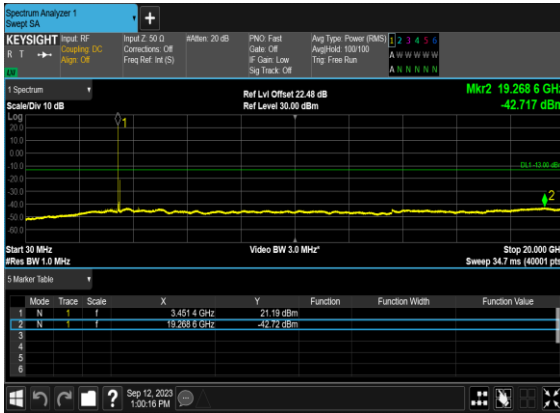 Spectrum Analyzer 1
Swept SA
KEYSIGHT Input: RF Input Z: 50 Ω #Atten: 20 dB PNO: Fast Avg Type: Power (RMS) 1 2 3 4 5 6
R T Coupling: DC Corrections: Off Gate: Off Avg|Hold: 100/100 A W W W W W
Align: Off Freq Ref: Int (S) IF Gain: Low Trig: Free Run
Sig Track: Off A N N N N N
1 Spectrum Ref Lvl Offset 22.48 dB Mkr2 19.268 6 GHz
Scale/Div 10 dB Ref Level 30.00 dBm -42.717 dBm
Log
20.0 1
10.0
0.00
-10.0 DL1 -13.00 dBm
-20.0
-30.0
-40.0 2
-50.0
-60.0
Start 30 MHz Video BW 3.0 MHz* Stop 20.000 GH
#Res BW 1.0 MHz Sweep 34.7 ms (40001 pts
5 Marker Table
Mode Trace Scale X Y Function Function Width Function Value
1 N 1 f 3.451 4 GHz 21.19 dBm
2 N 1 f 19.268 6 GHz -42.72 dBm
3
4
5
6
? Sep 12, 2023
1:00:16 PM